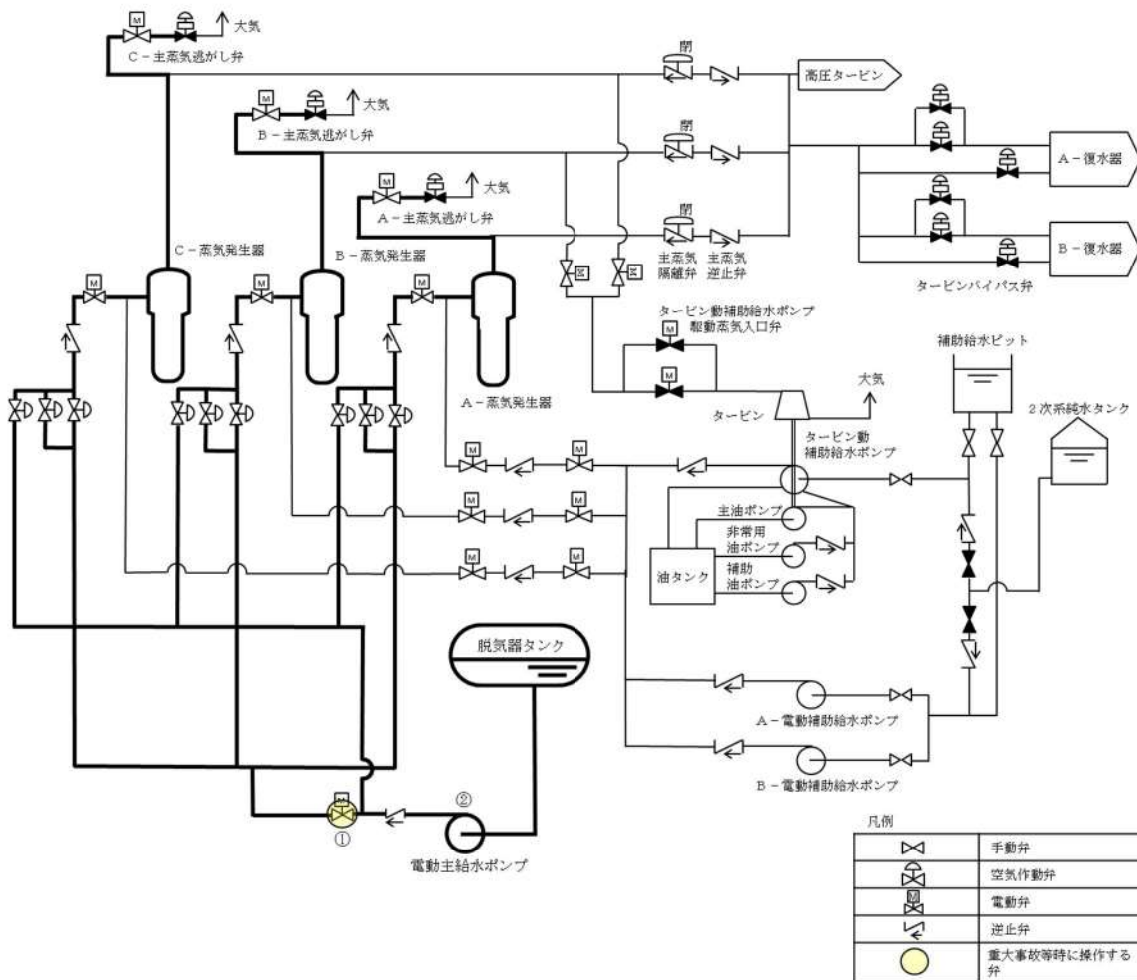 M
大気
C-主蒸気逃がし弁
M
大気
B-主蒸気逃がし弁
M
大気
A-主蒸気逃がし弁
閉
閉
閉
主蒸気
隔離弁
主蒸気
逆止弁
高圧タービン
A-復水器
B-復水器
タービンバイパス弁
C-蒸気発生器
B-蒸気発生器
A-蒸気発生器
M
M
M
M
M
タービン動補助給水ポンプ
駆動蒸気入口弁
M
M
タービン
大気
補助給水ピット
2次系純水タンク
タービン動
補助給水ポンプ
主油ポンプ
非常用
油ポンプ
補助
油ポンプ
油タンク
M
M
M
M
M
M
脱気器タンク
A-電動補助給水ポンプ
B-電動補助給水ポンプ
M
①
②
電動主給水ポンプ
凡例
手動弁
空気作動弁
M
電動弁
逆止弁
重大事故等時に操作する
弁